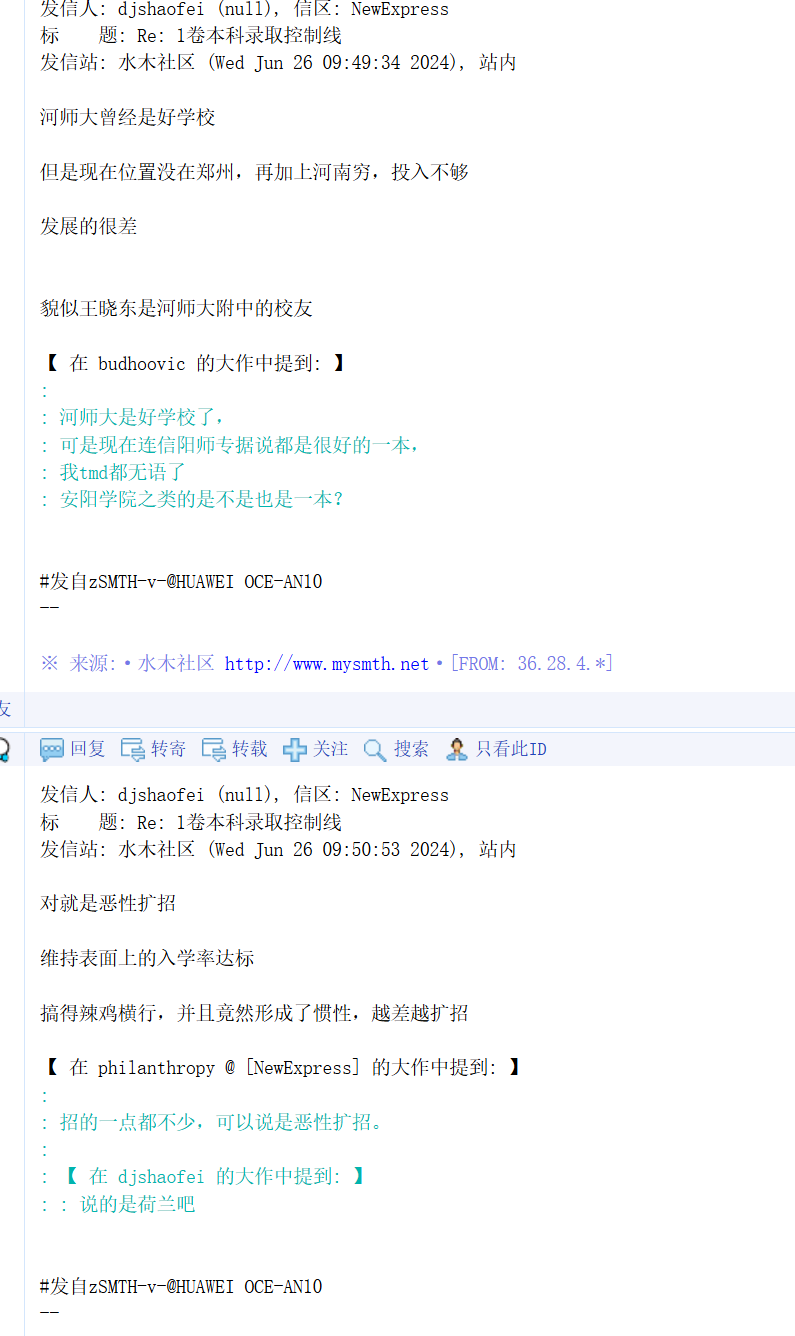 发信人: djshaofei (null), 信区: NewExpress
标    题: Re: 1卷本科录取控制线
发信站: 水木社区 (Wed Jun 26 09:49:34 2024), 站内
河师大曾经是好学校
但是现在位置没在郑州，再加上河南穷，投入不够
发展的很差
貌似王晓东是河师大附中的校友
【 在 budhoovic 的大作中提到: 】
:
: 河师大是好学校了，
: 可是现在连信阳师专据说都是很好的一本，
: 我tmd都无语了
: 安阳学院之类的是不是也是一本？
#发自zSMTH-v-@HUAWEI OCE-AN10
--
※ 来源:·水木社区 http://www.mysmth.net·[FROM: 36.28.4.*]
友
回复 转寄 转载 关注 搜索 只看此ID
发信人: djshaofei (null), 信区: NewExpress
标    题: Re: 1卷本科录取控制线
发信站: 水木社区 (Wed Jun 26 09:50:53 2024), 站内
对就是恶性扩招
维持表面上的入学率达标
搞得辣鸡横行，并且竟然形成了惯性，越差越扩招
【 在 philanthropy @ [NewExpress] 的大作中提到: 】
:
: 招的一点都不少，可以说是恶性扩招。
:
: 【 在 djshaofei 的大作中提到: 】
: : 说的是荷兰吧
#发自zSMTH-v-@HUAWEI OCE-AN10
--